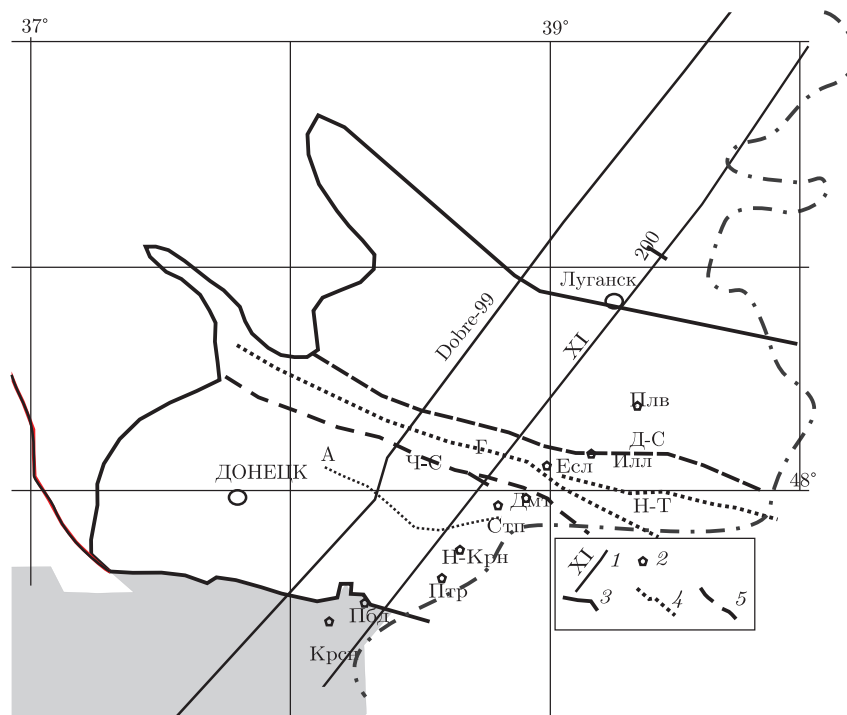 37°
39°
200
Луганск
Dobre-99
XI
Плв
А
Г
Д-С
Ч-С
Есл
Илл
ДОНЕЦК
48°
Дмт
Н-Т
Стп
Н-Крн
XI 1
2
Птр
3
4
5
Пбд
Крсн